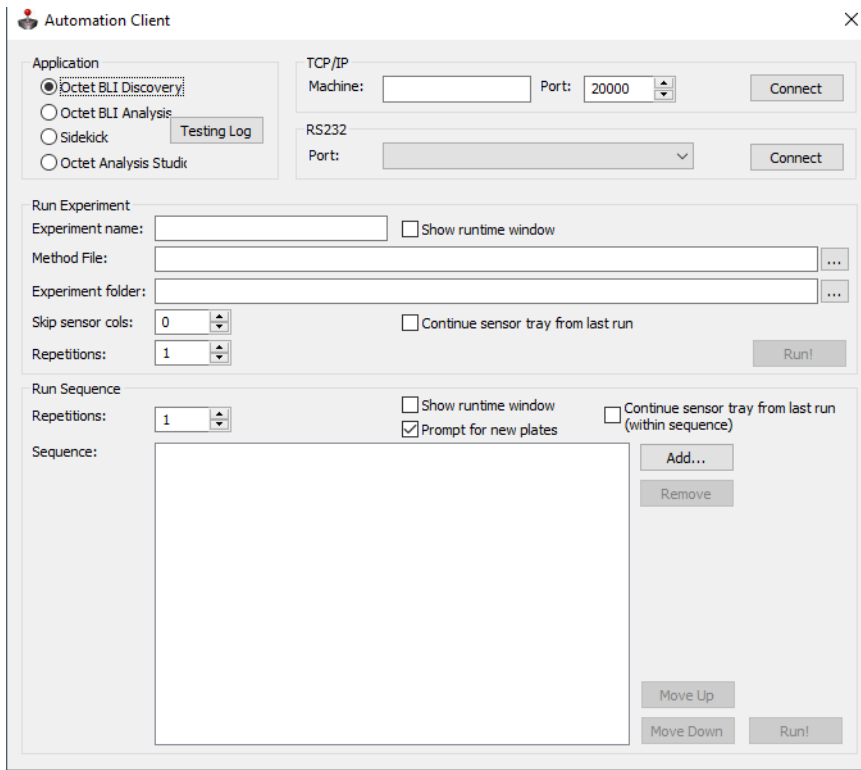 Automation Client
Application
Octet BLI Discovery
Octet BLI Analysis
Sidekick
Testing Log
Octet Analysis Studic
TCP/IP
Machine:
Port: 20000
Connect
RS232
Port:
Connect
Run Experiment
Experiment name:
Show runtime window
Method File:
...
Experiment folder:
...
Skip sensor cols: 0
Continue sensor tray from last run
Repetitions: 1
Run!
Run Sequence
Repetitions: 1
Show runtime window
Prompt for new plates
Continue sensor tray from last run
(within sequence)
Sequence:
Add...
Remove
Move Up
Move Down
Run!